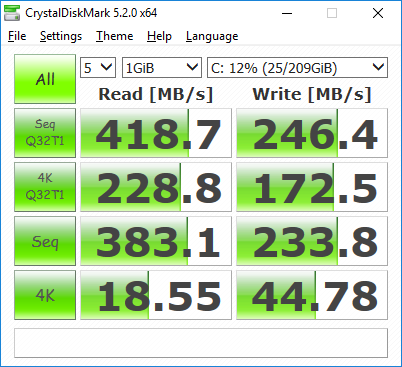 CrystalDiskMark 5.2.0 x64
File Settings Theme Help Language
All 5 1GiB C: 12% (25/209GiB)
Read [MB/s] Write [MB/s]
Seq
Q32T1 418.7 246.4
4K
Q32T1 228.8 172.5
Seq 383.1 233.8
4K 18.55 44.78